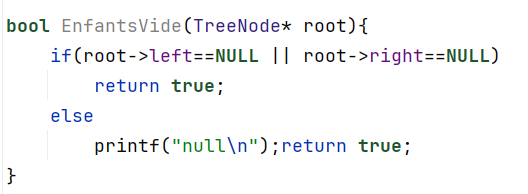 bool EnfantsVide(TreeNode* root){
    if(root->left==NULL || root->right==NULL)
        return true;
    else
        printf("null\n");return true;
}